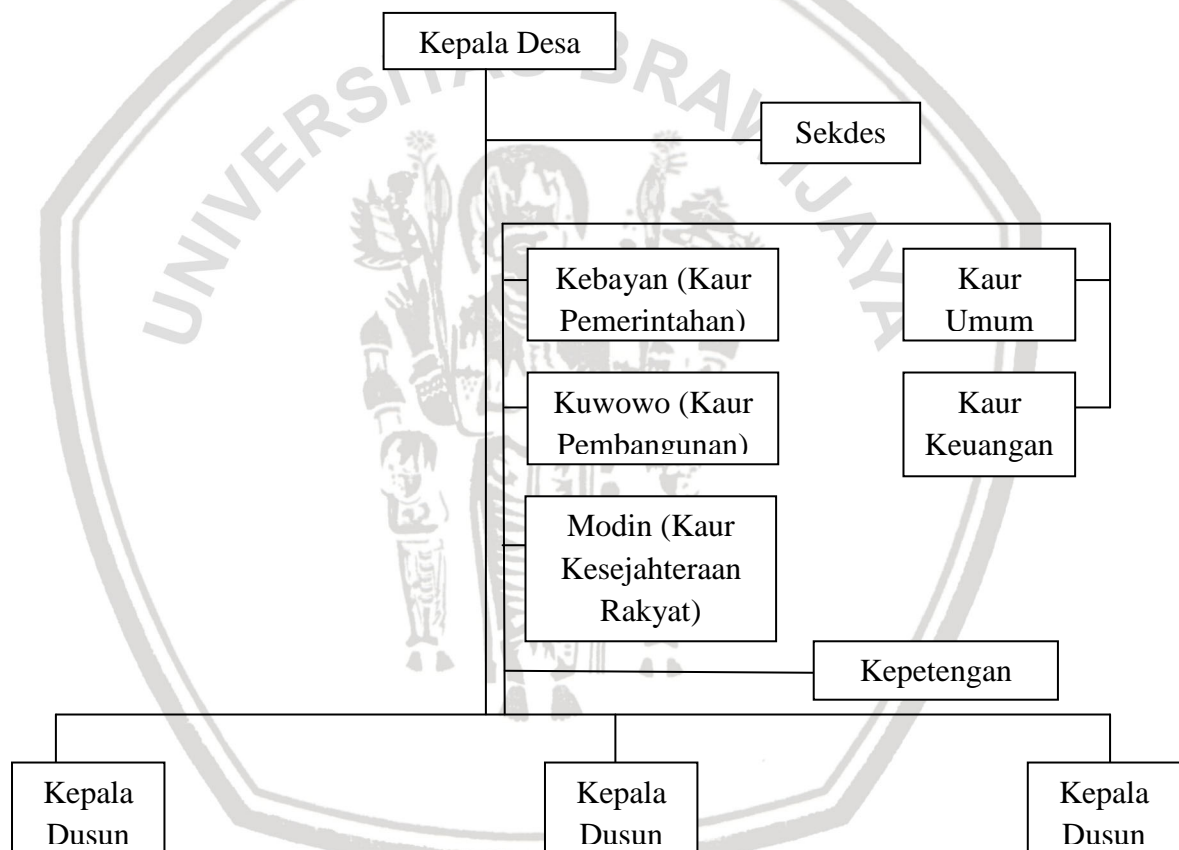 Kepala Desa
UNIVERSITAS BRAWIJAYA
Sekdes
Kebayan (Kaur
Pemerintahan)
Kaur
Umum
Kuwowo (Kaur
Pembangunan)
Kaur
Keuangan
Modin (Kaur
Kesejahteraan
Rakyat)
Kepetengan
Kepala
Dusun
Kepala
Dusun
Kepala
Dusun